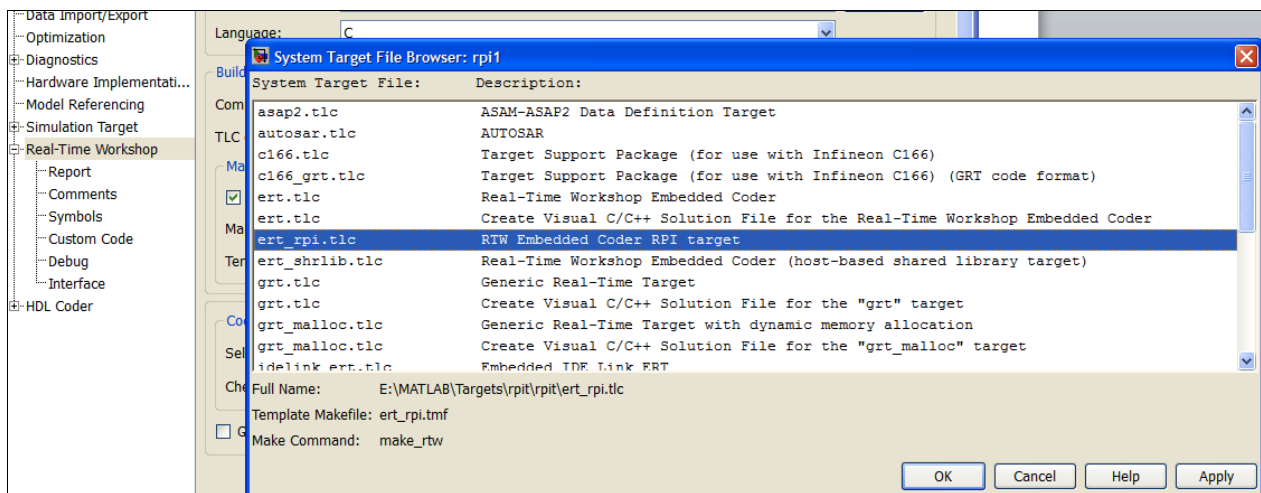 Data Import/Export
Optimization
Diagnostics
Hardware Implementati...
Model Referencing
Simulation Target
Real-Time Workshop
Report
Comments
Symbols
Custom Code
Debug
Interface
HDL Coder
Language: C
Build
Com
TLC
Ma
Ma
Ter
Co
Sel
Che
G
System Target File Browser: rpi1
System Target File: Description:
asap2.tlc ASAM-ASAP2 Data Definition Target
autosar.tlc AUTOSAR
c166.tlc Target Support Package (for use with Infineon C166)
c166_grt.tlc Target Support Package (for use with Infineon C166) (GRT code format)
ert.tlc Real-Time Workshop Embedded Coder
ert.tlc Create Visual C/C++ Solution File for the Real-Time Workshop Embedded Coder
ert_rpi.tlc RTW Embedded Coder RPI target
ert_shrlib.tlc Real-Time Workshop Embedded Coder (host-based shared library target)
grt.tlc Generic Real-Time Target
grt.tlc Create Visual C/C++ Solution File for the "grt" target
grt_malloc.tlc Generic Real-Time Target with dynamic memory allocation
grt_malloc.tlc Create Visual C/C++ Solution File for the "grt_malloc" target
idelink_ert.tlc Embedded IDE Link ERT
Full Name: E:\MATLAB\Targets\rpit\rpit\ert_rpi.tlc
Template Makefile: ert_rpi.tmf
Make Command: make_rtw
OK Cancel Help Apply